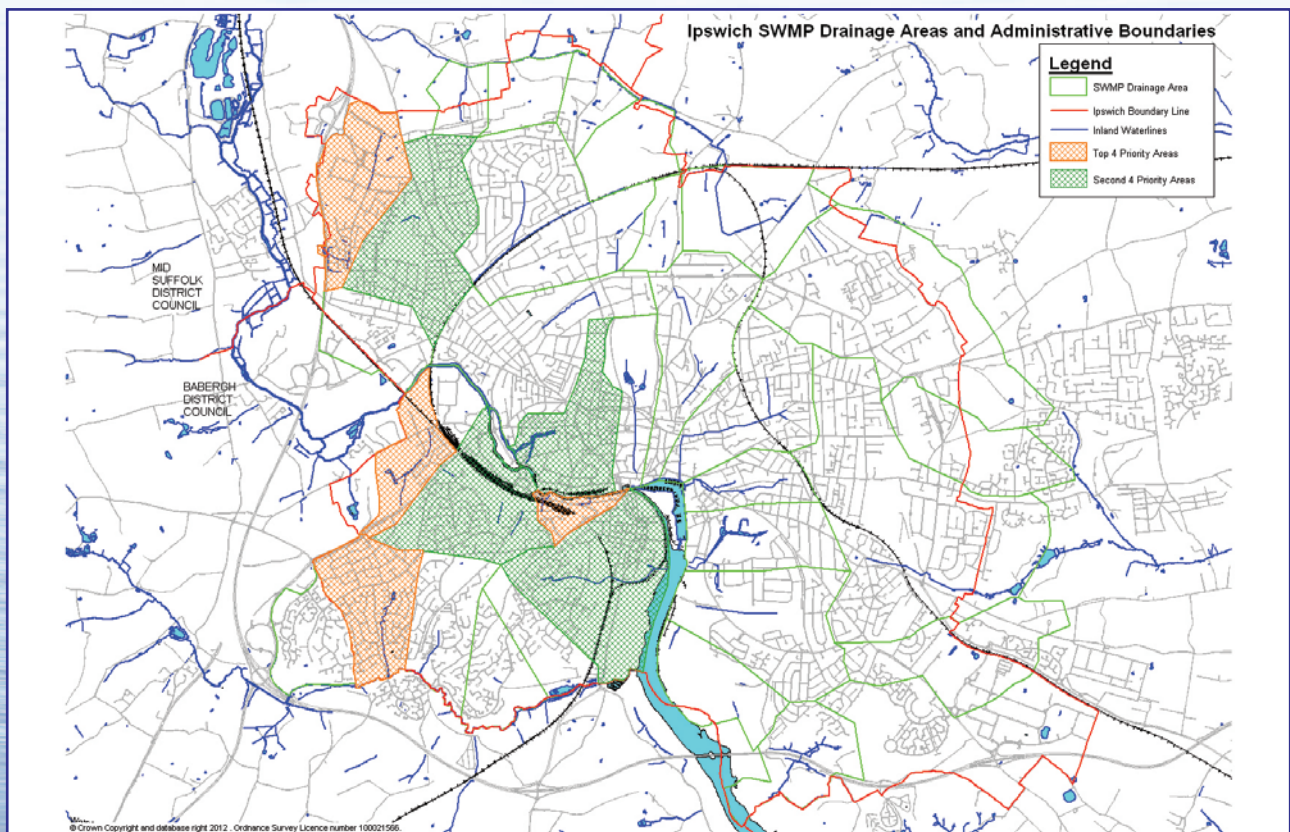 Ipswich SWMP Drainage Areas and Administrative Boundaries
Legend
SWMP Drainage Area
Ipswich Boundary Line
Inland Waterlines
Top 4 Priority Areas
Second 4 Priority Areas
MID
SUFFOLK
DISTRICT
COUNCIL
BABERGH
DISTRICT
COUNCIL
© Crown Copyright and database right 2012 . Ordnance Survey Licence number 100021566.